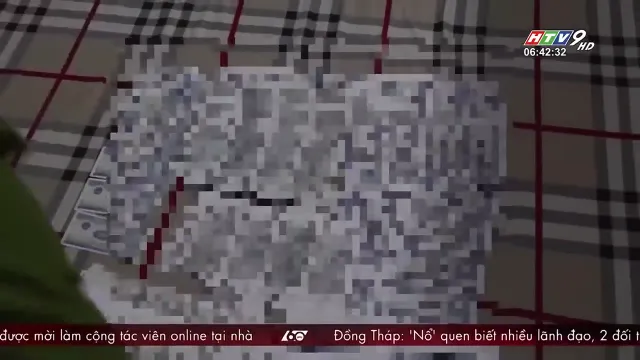 HTV9 HD
06:42:32
được mời làm cộng tác viên online tại nhà 60 Đồng Tháp: 'Nổ' quen biết nhiều lãnh đạo, 2 đối t